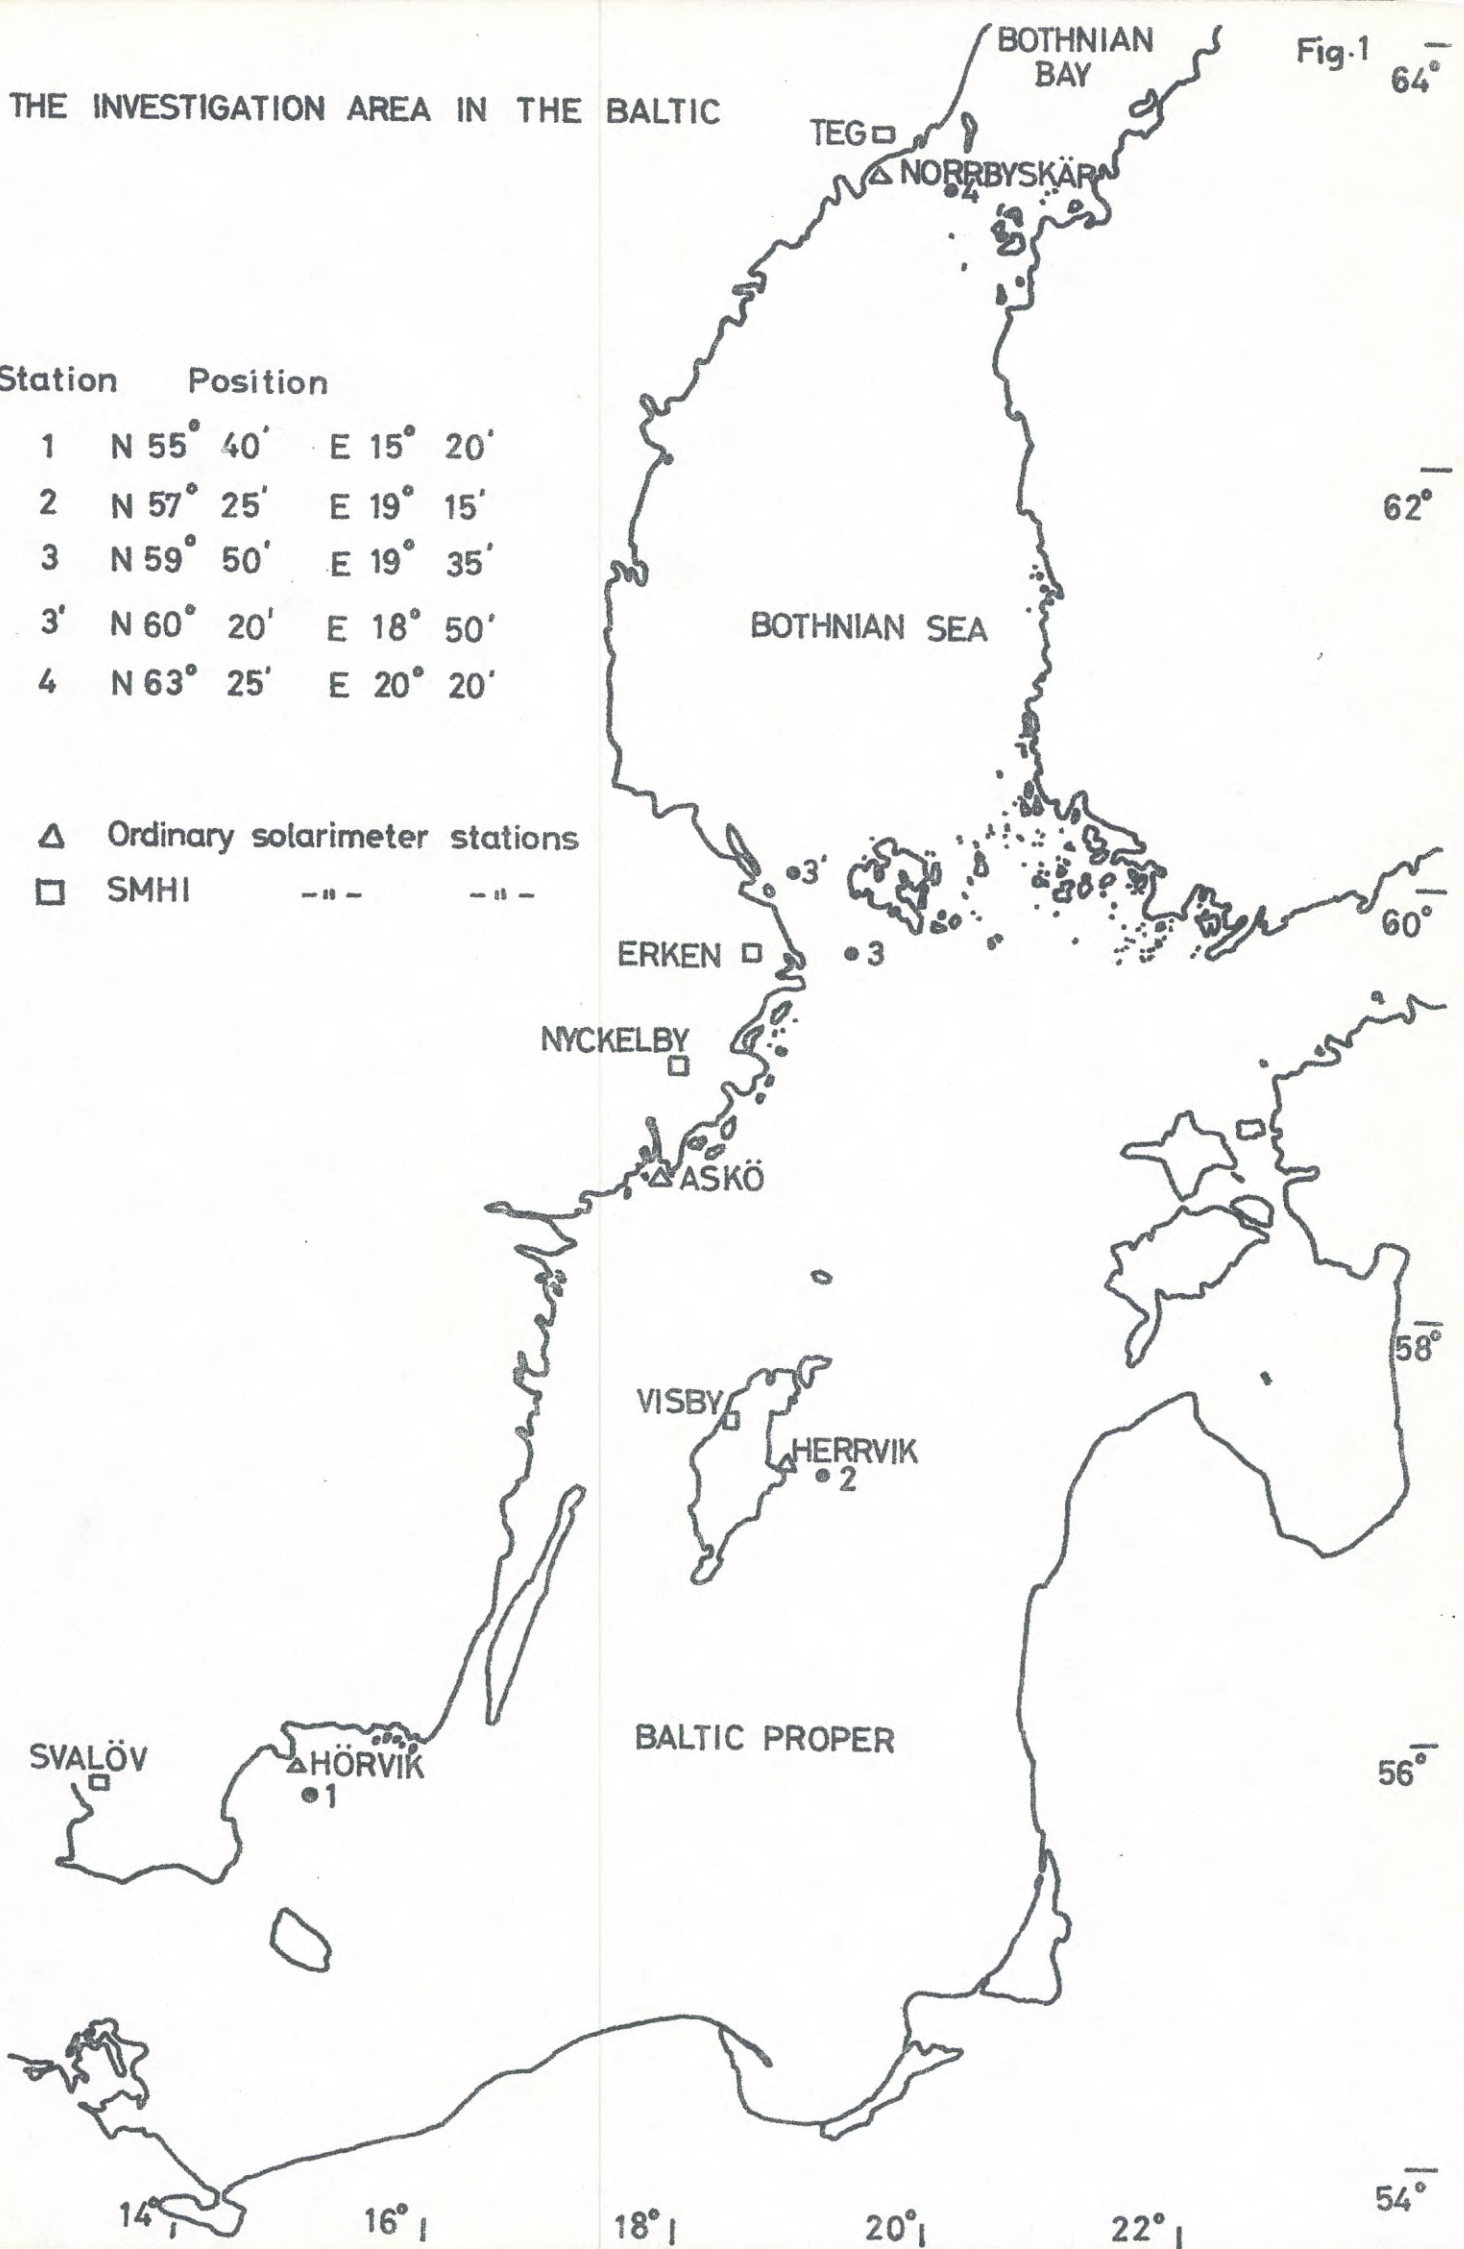 Fig.1
THE INVESTIGATION AREA IN THE BALTIC
BOTHNIAN
BAY
64°
TEG
NORRBYSKÄR
4
Station Position
1 N 55° 40' E 15° 20'
2 N 57° 25' E 19° 15'
3 N 59° 50' E 19° 35'
3' N 60° 20' E 18° 50'
4 N 63° 25' E 20° 20'
62°
BOTHNIAN SEA
Δ Ordinary solarimeter stations
□ SMHI –"– –"–
3'
60°
ERKEN
3
NYCKELBY
ASKÖ
58°
VISBY
HERRVIK
2
BALTIC PROPER
SVALÖV
HÖRVIK
1
56°
54°
14° 16° 18° 20° 22°